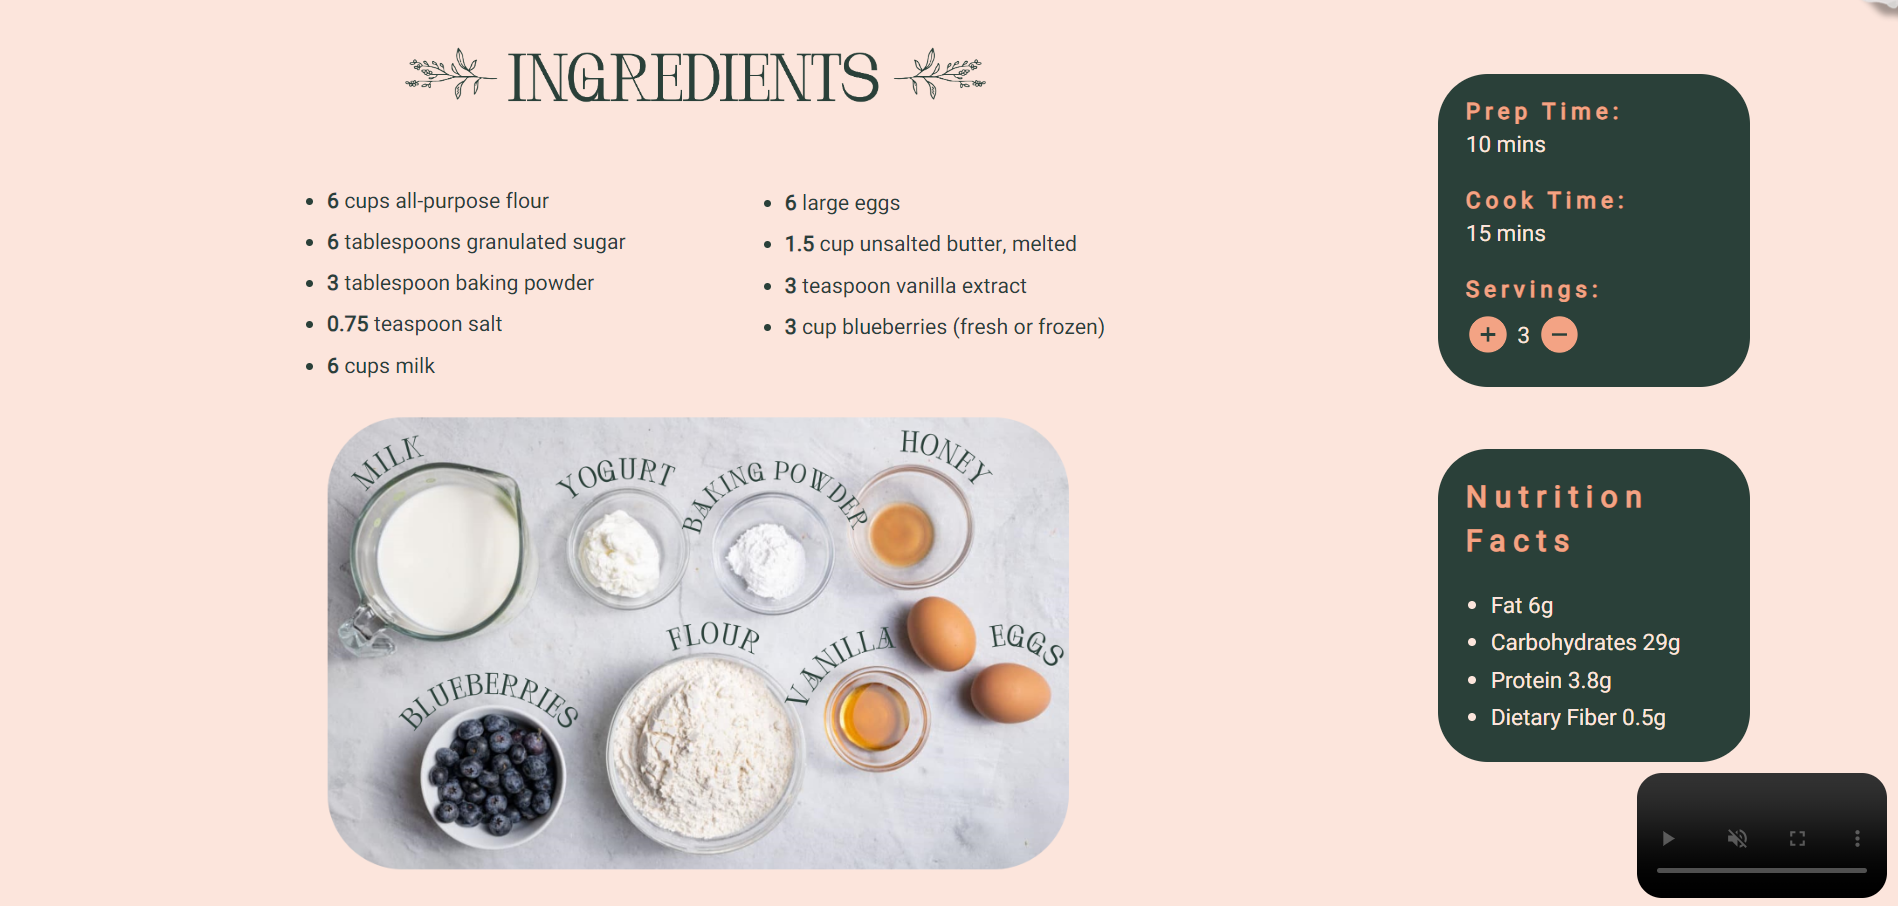 INGREDIENTS
6 cups all-purpose flour
6 tablespoons granulated sugar
3 tablespoon baking powder
0.75 teaspoon salt
6 cups milk
6 large eggs
1.5 cup unsalted butter, melted
3 teaspoon vanilla extract
3 cup blueberries (fresh or frozen)
MILK
YOGURT
BAKING POWDER
HONEY
FLOUR
VANILLA
EGGS
BLUEBERRIES
Prep Time:
10 mins
Cook Time:
15 mins
Servings:
+ 3 −
Nutrition
Facts
Fat 6g
Carbohydrates 29g
Protein 3.8g
Dietary Fiber 0.5g